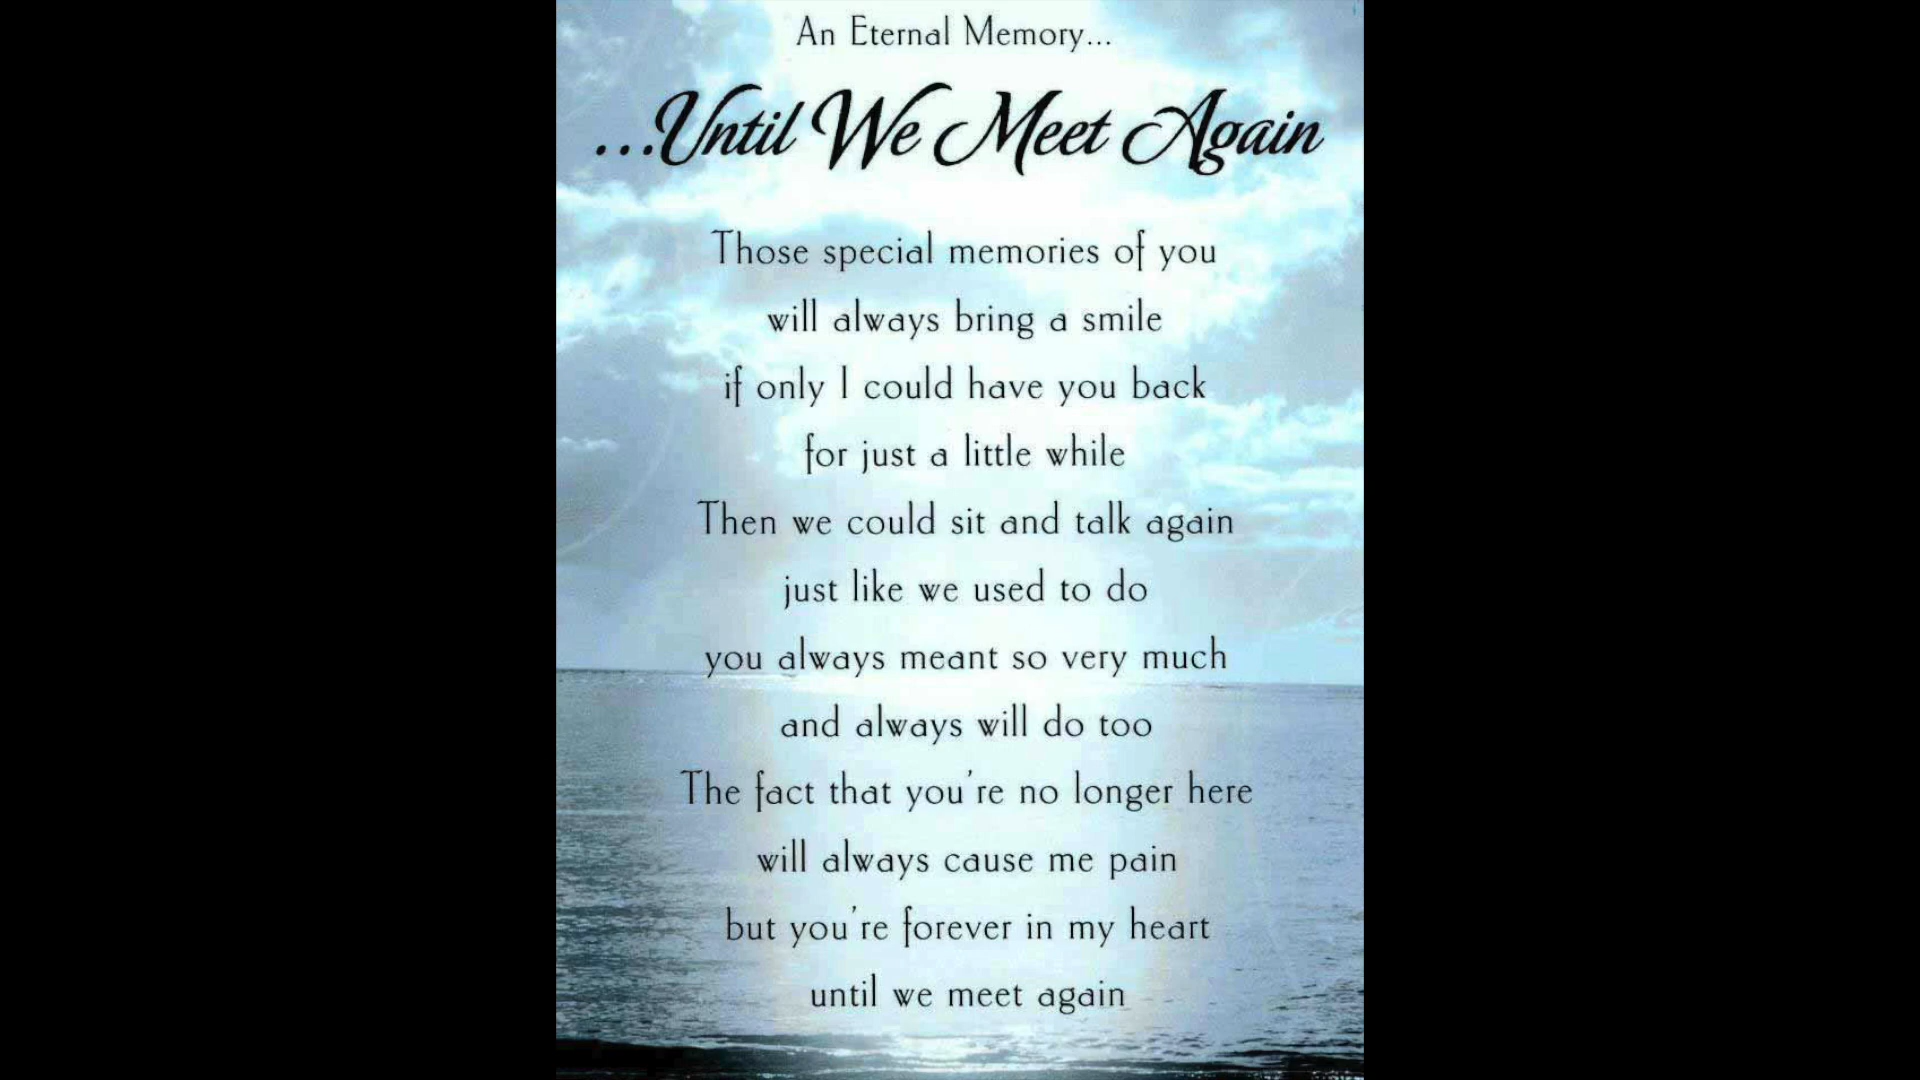 An Eternal Memory...
...Until We Meet Again
Those special memories of you
will always bring a smile
if only I could have you back
for just a little while
Then we could sit and talk again
just like we used to do
you always meant so very much
and always will do too
The fact that you're no longer here
will always cause me pain
but you're forever in my heart
until we meet again